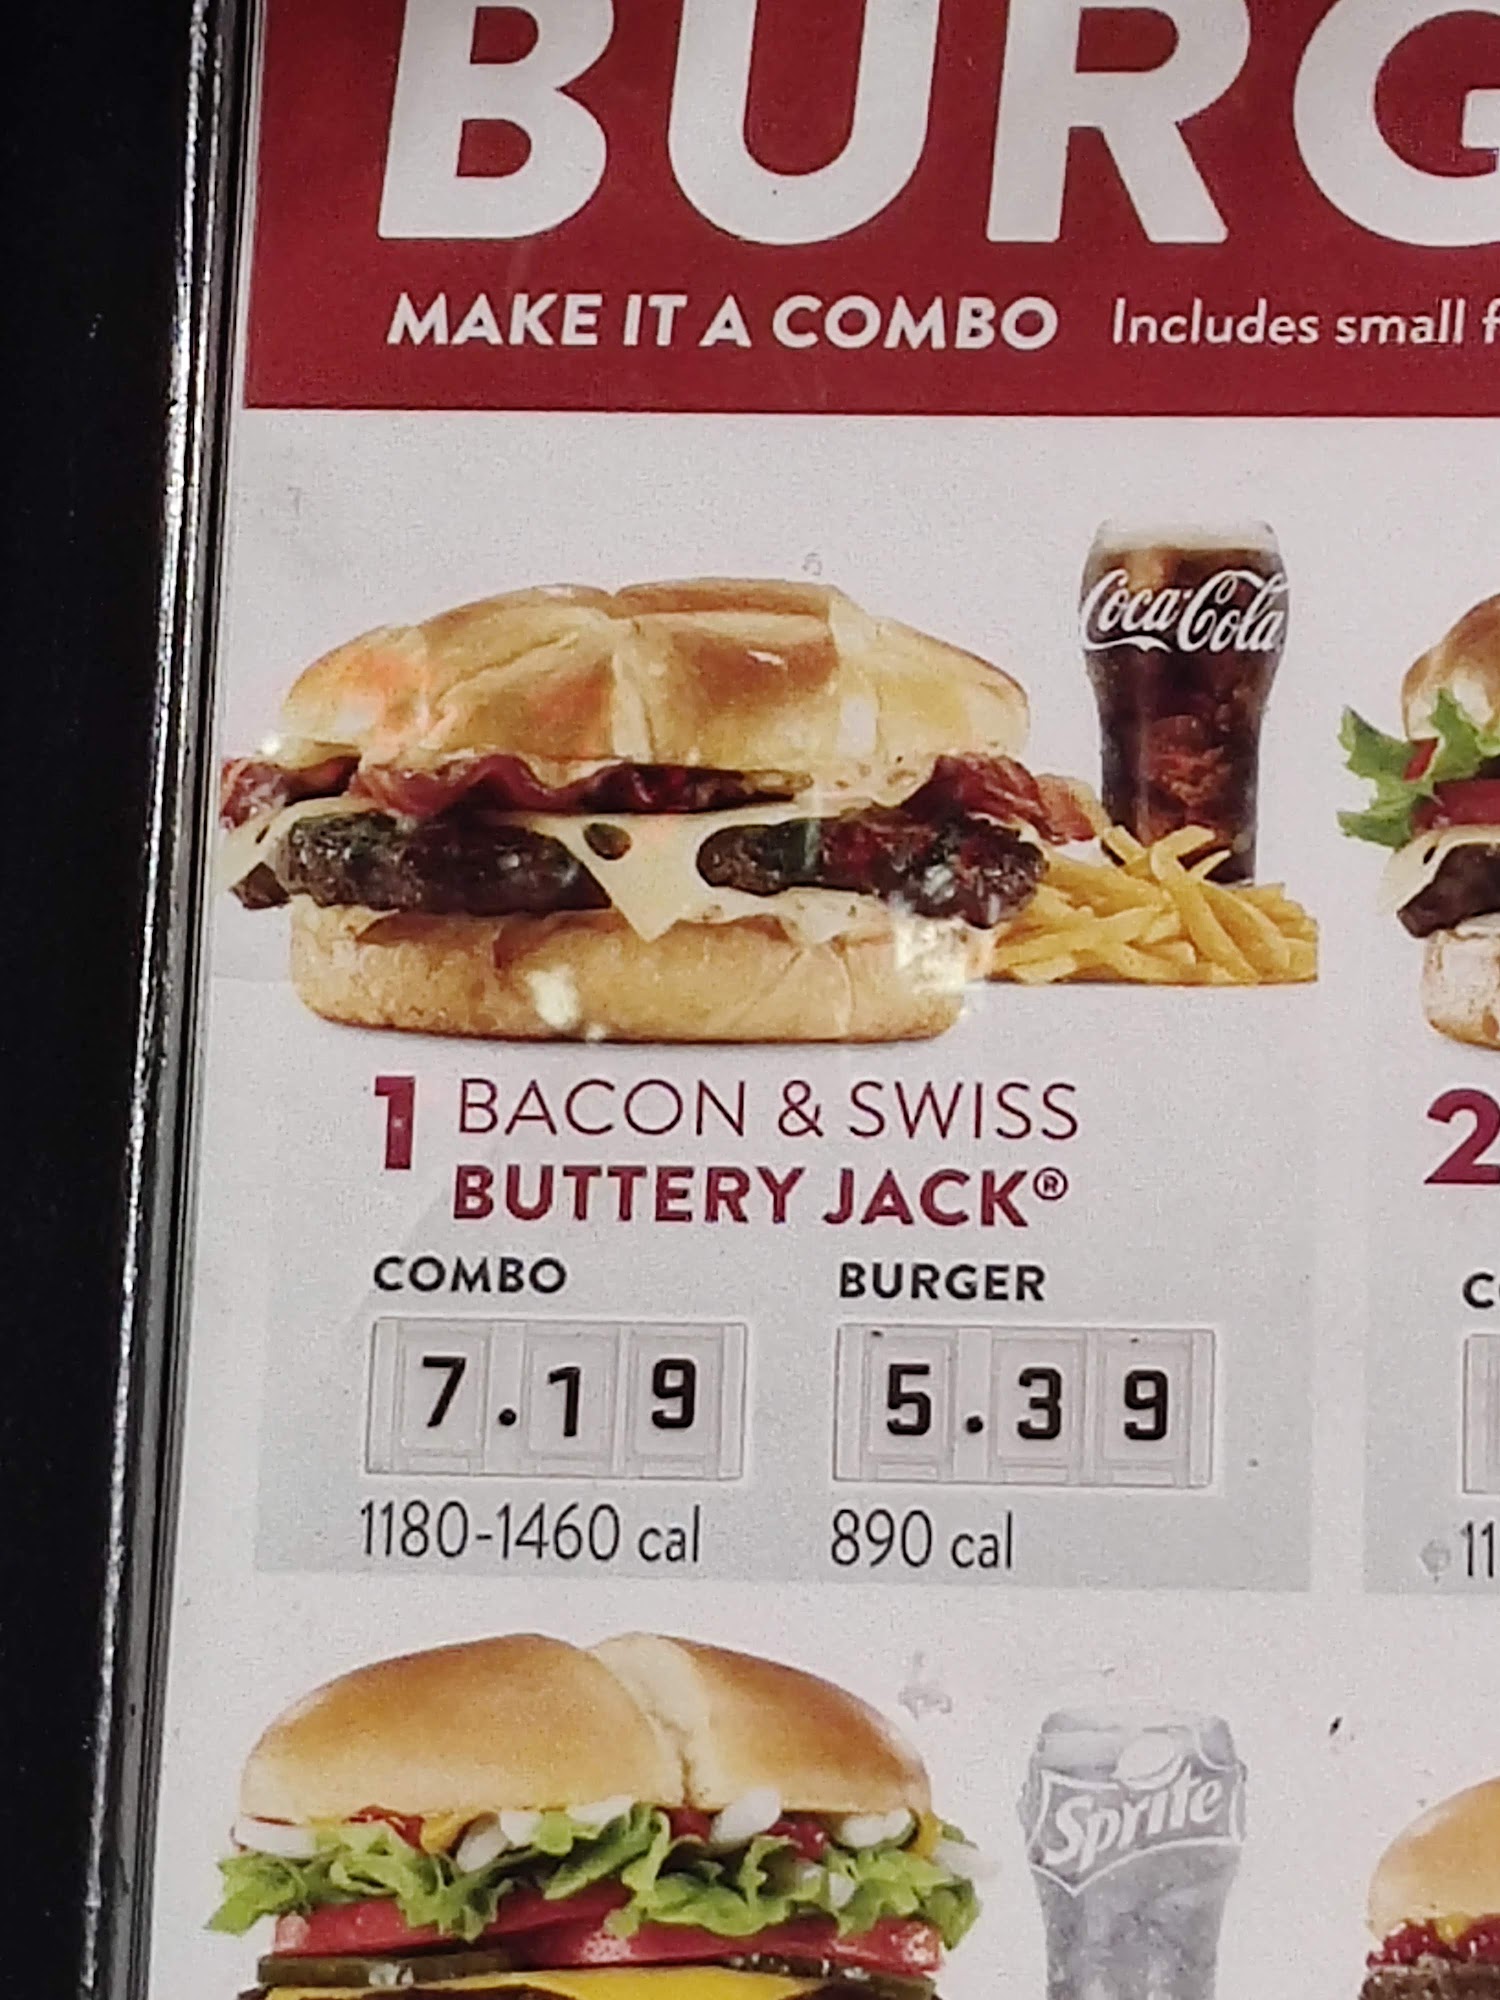 BURG
MAKE IT A COMBO Includes small f
Coca-Cola
1 BACON & SWISS
BUTTERY JACK®
2
COMBO BURGER
C
7.19 5.39
1180-1460 cal 890 cal
11
Sprite